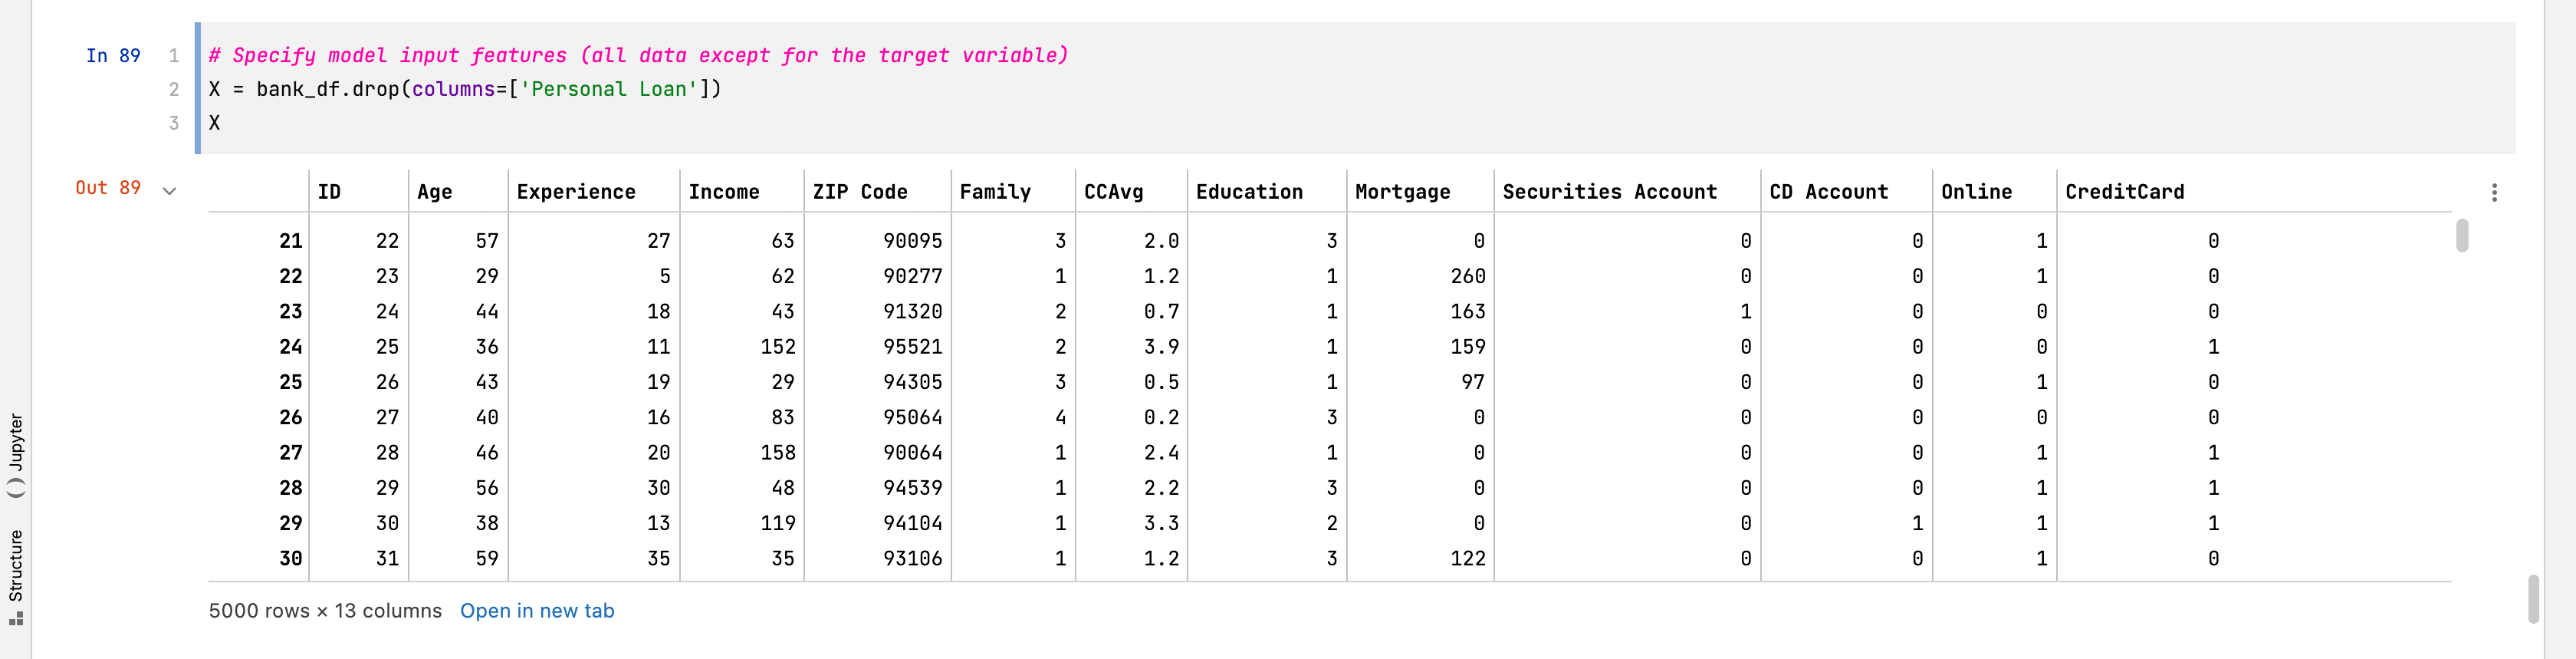 In 89 1 # Specify model input features (all data except for the target variable)
2 X = bank_df.drop(columns=['Personal Loan'])
3 X
Out 89
ID Age Experience Income ZIP Code Family CCAvg Education Mortgage Securities Account CD Account Online CreditCard
21 22 57 27 63 90095 3 2.0 3 0 0 0 1 0
22 23 29 5 62 90277 1 1.2 1 260 0 0 1 0
23 24 44 18 43 91320 2 0.7 1 163 1 0 0 0
24 25 36 11 152 95521 2 3.9 1 159 0 0 0 1
25 26 43 19 29 94305 3 0.5 1 97 0 0 1 0
26 27 40 16 83 95064 4 0.2 3 0 0 0 0 0
27 28 46 20 158 90064 1 2.4 1 0 0 0 1 1
28 29 56 30 48 94539 1 2.2 3 0 0 0 1 1
29 30 38 13 119 94104 1 3.3 2 0 0 1 1 1
30 31 59 35 35 93106 1 1.2 3 122 0 0 1 0
5000 rows × 13 columns Open in new tab
Jupyter
Structure